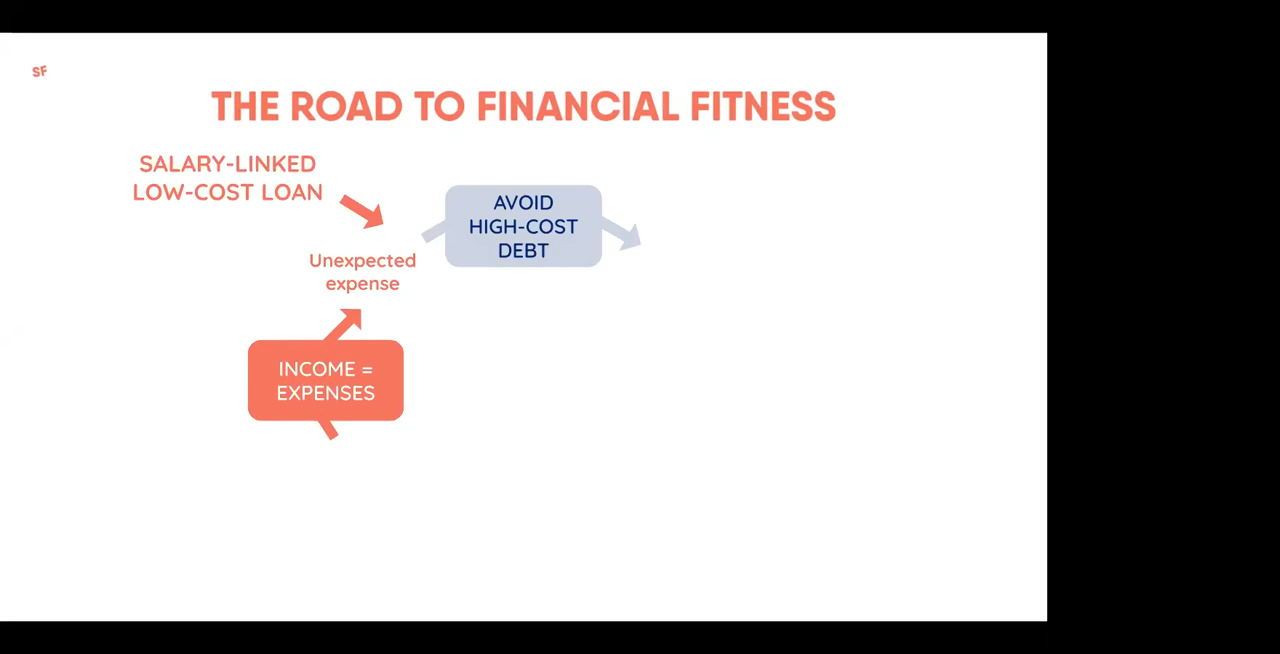 SF
THE ROAD TO FINANCIAL FITNESS
SALARY-LINKED
LOW-COST LOAN
AVOID
HIGH-COST
DEBT
Unexpected
expense
INCOME =
EXPENSES